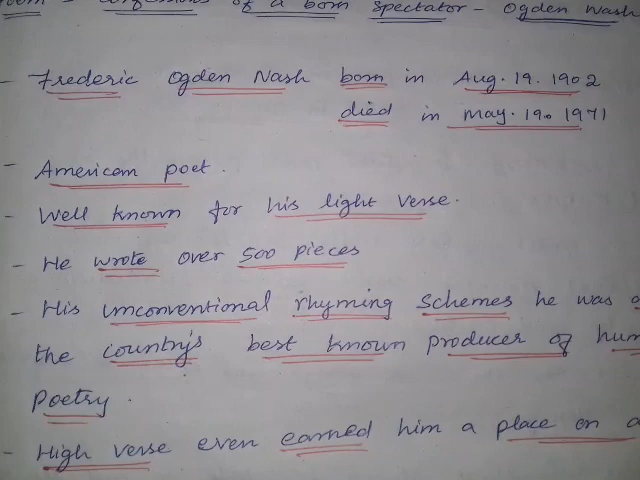 of a born Spectator - Ogden Nash
- Frederic Ogden Nash born in Aug. 19. 1902
died in may. 19. 1971
- American poet.
- Well known for his light verse.
- He wrote over 500 pieces
- His unconventional rhyming Schemes he was
the country's best known producer of
poetry.
- High verse even earned him a place on a